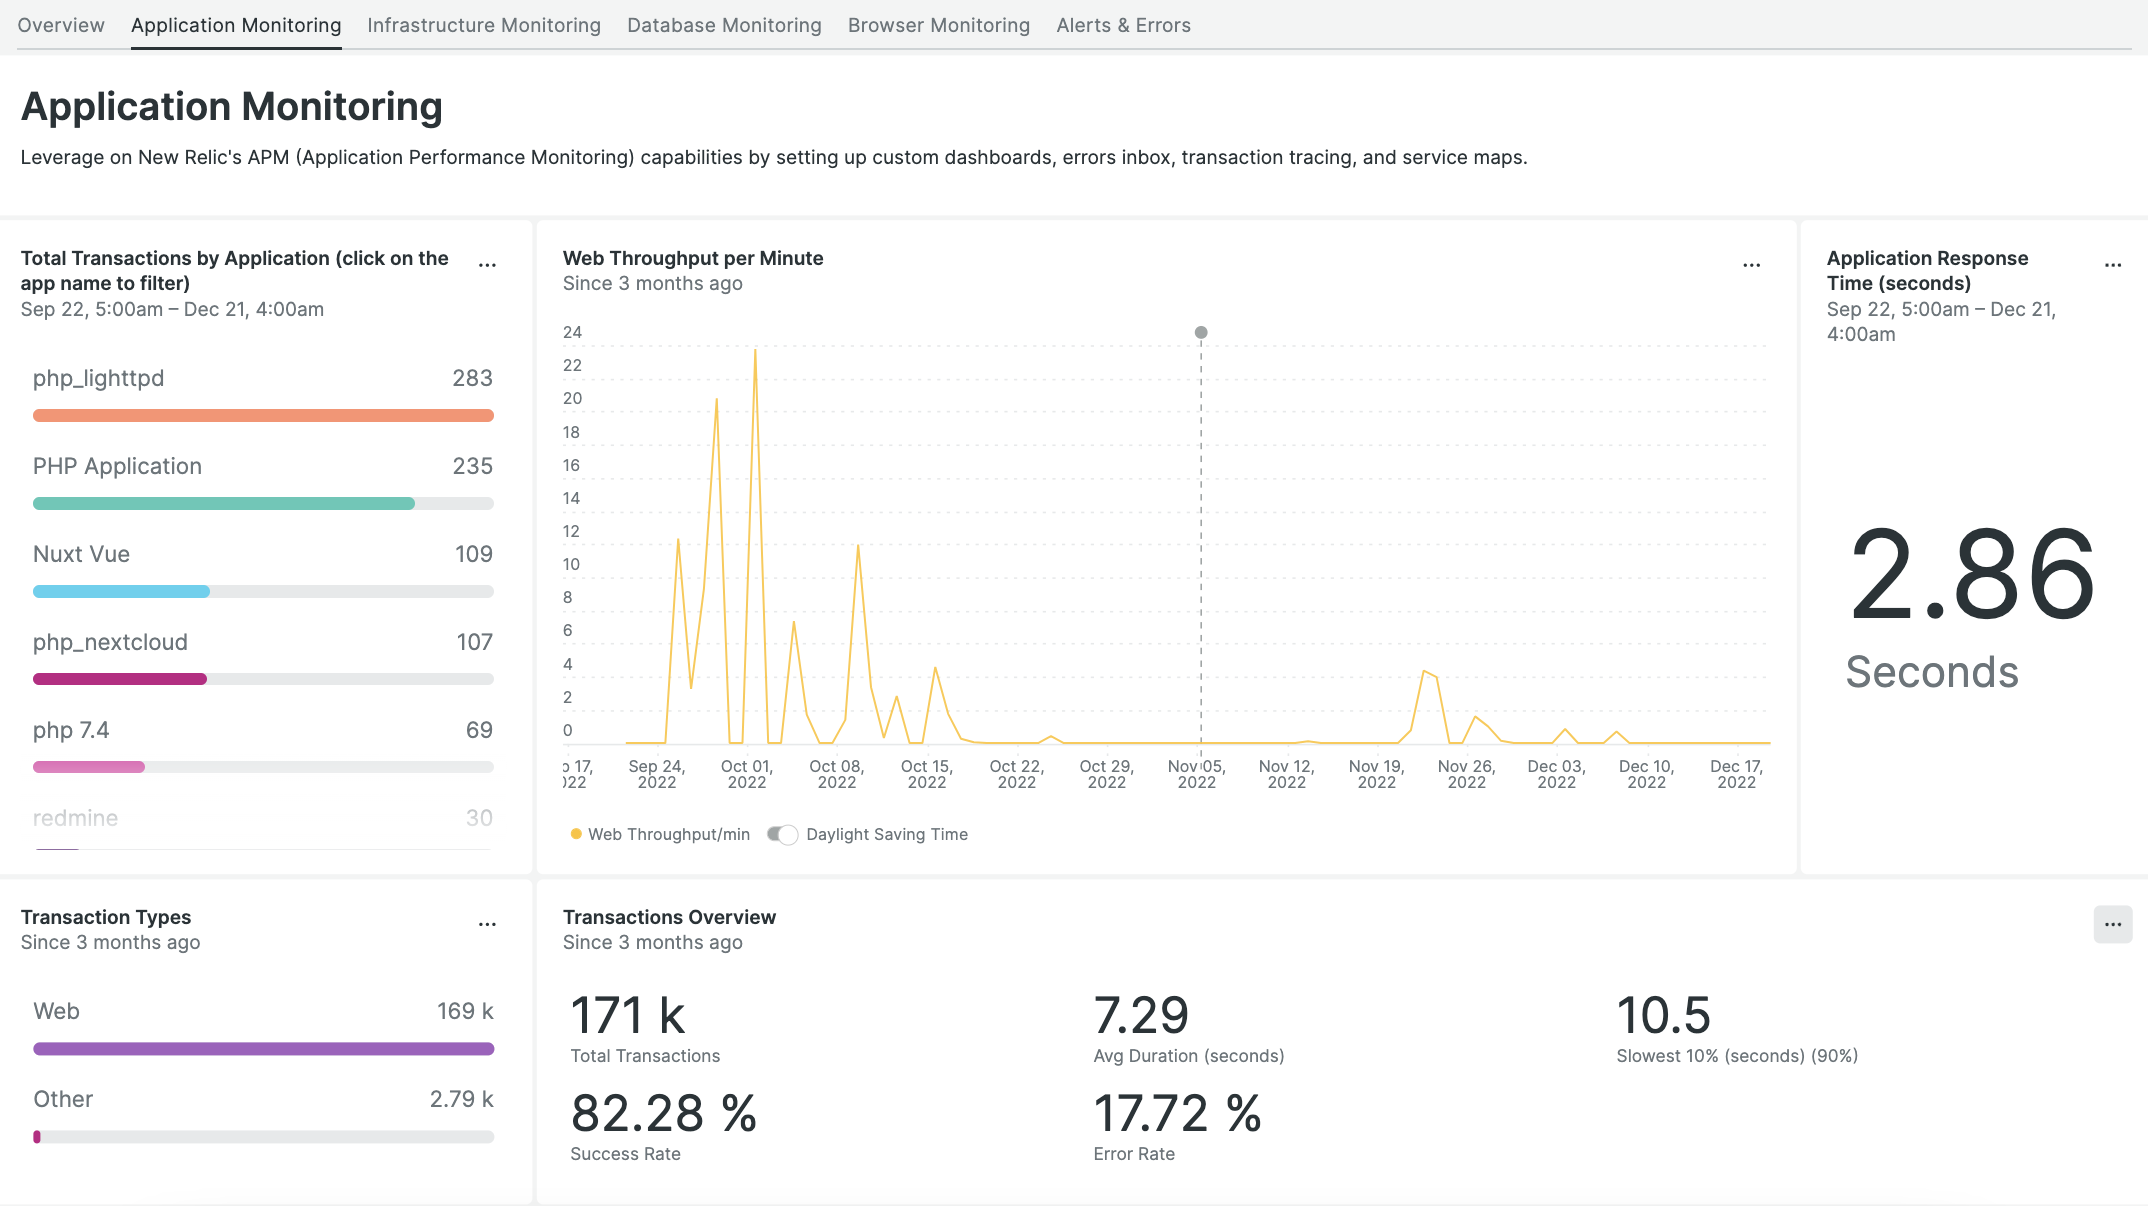 Overview Application Monitoring Infrastructure Monitoring Database Monitoring Browser Monitoring Alerts & Errors
Application Monitoring
Leverage on New Relic's APM (Application Performance Monitoring) capabilities by setting up custom dashboards, errors inbox, transaction tracing, and service maps.
Total Transactions by Application (click on the
app name to filter)
Sep 22, 5:00am – Dec 21, 4:00am
php_lighttpd 283
PHP Application 235
Nuxt Vue 109
php_nextcloud 107
php 7.4 69
redmine 30
Web Throughput per Minute
Since 3 months ago
24
22
20
18
16
14
12
10
8
6
4
2
0
p 17, Sep 24, Oct 01, Oct 08, Oct 15, Oct 22, Oct 29, Nov 05, Nov 12, Nov 19, Nov 26, Dec 03, Dec 10, Dec 17,
022 2022 2022 2022 2022 2022 2022 2022 2022 2022 2022 2022 2022 2022
Web Throughput/min Daylight Saving Time
Application Response
Time (seconds)
Sep 22, 5:00am – Dec 21,
4:00am
2.86
Seconds
Transaction Types
Since 3 months ago
Web 169 k
Other 2.79 k
Transactions Overview
Since 3 months ago
171 k 7.29 10.5
Total Transactions Avg Duration (seconds) Slowest 10% (seconds) (90%)
82.28 % 17.72 %
Success Rate Error Rate